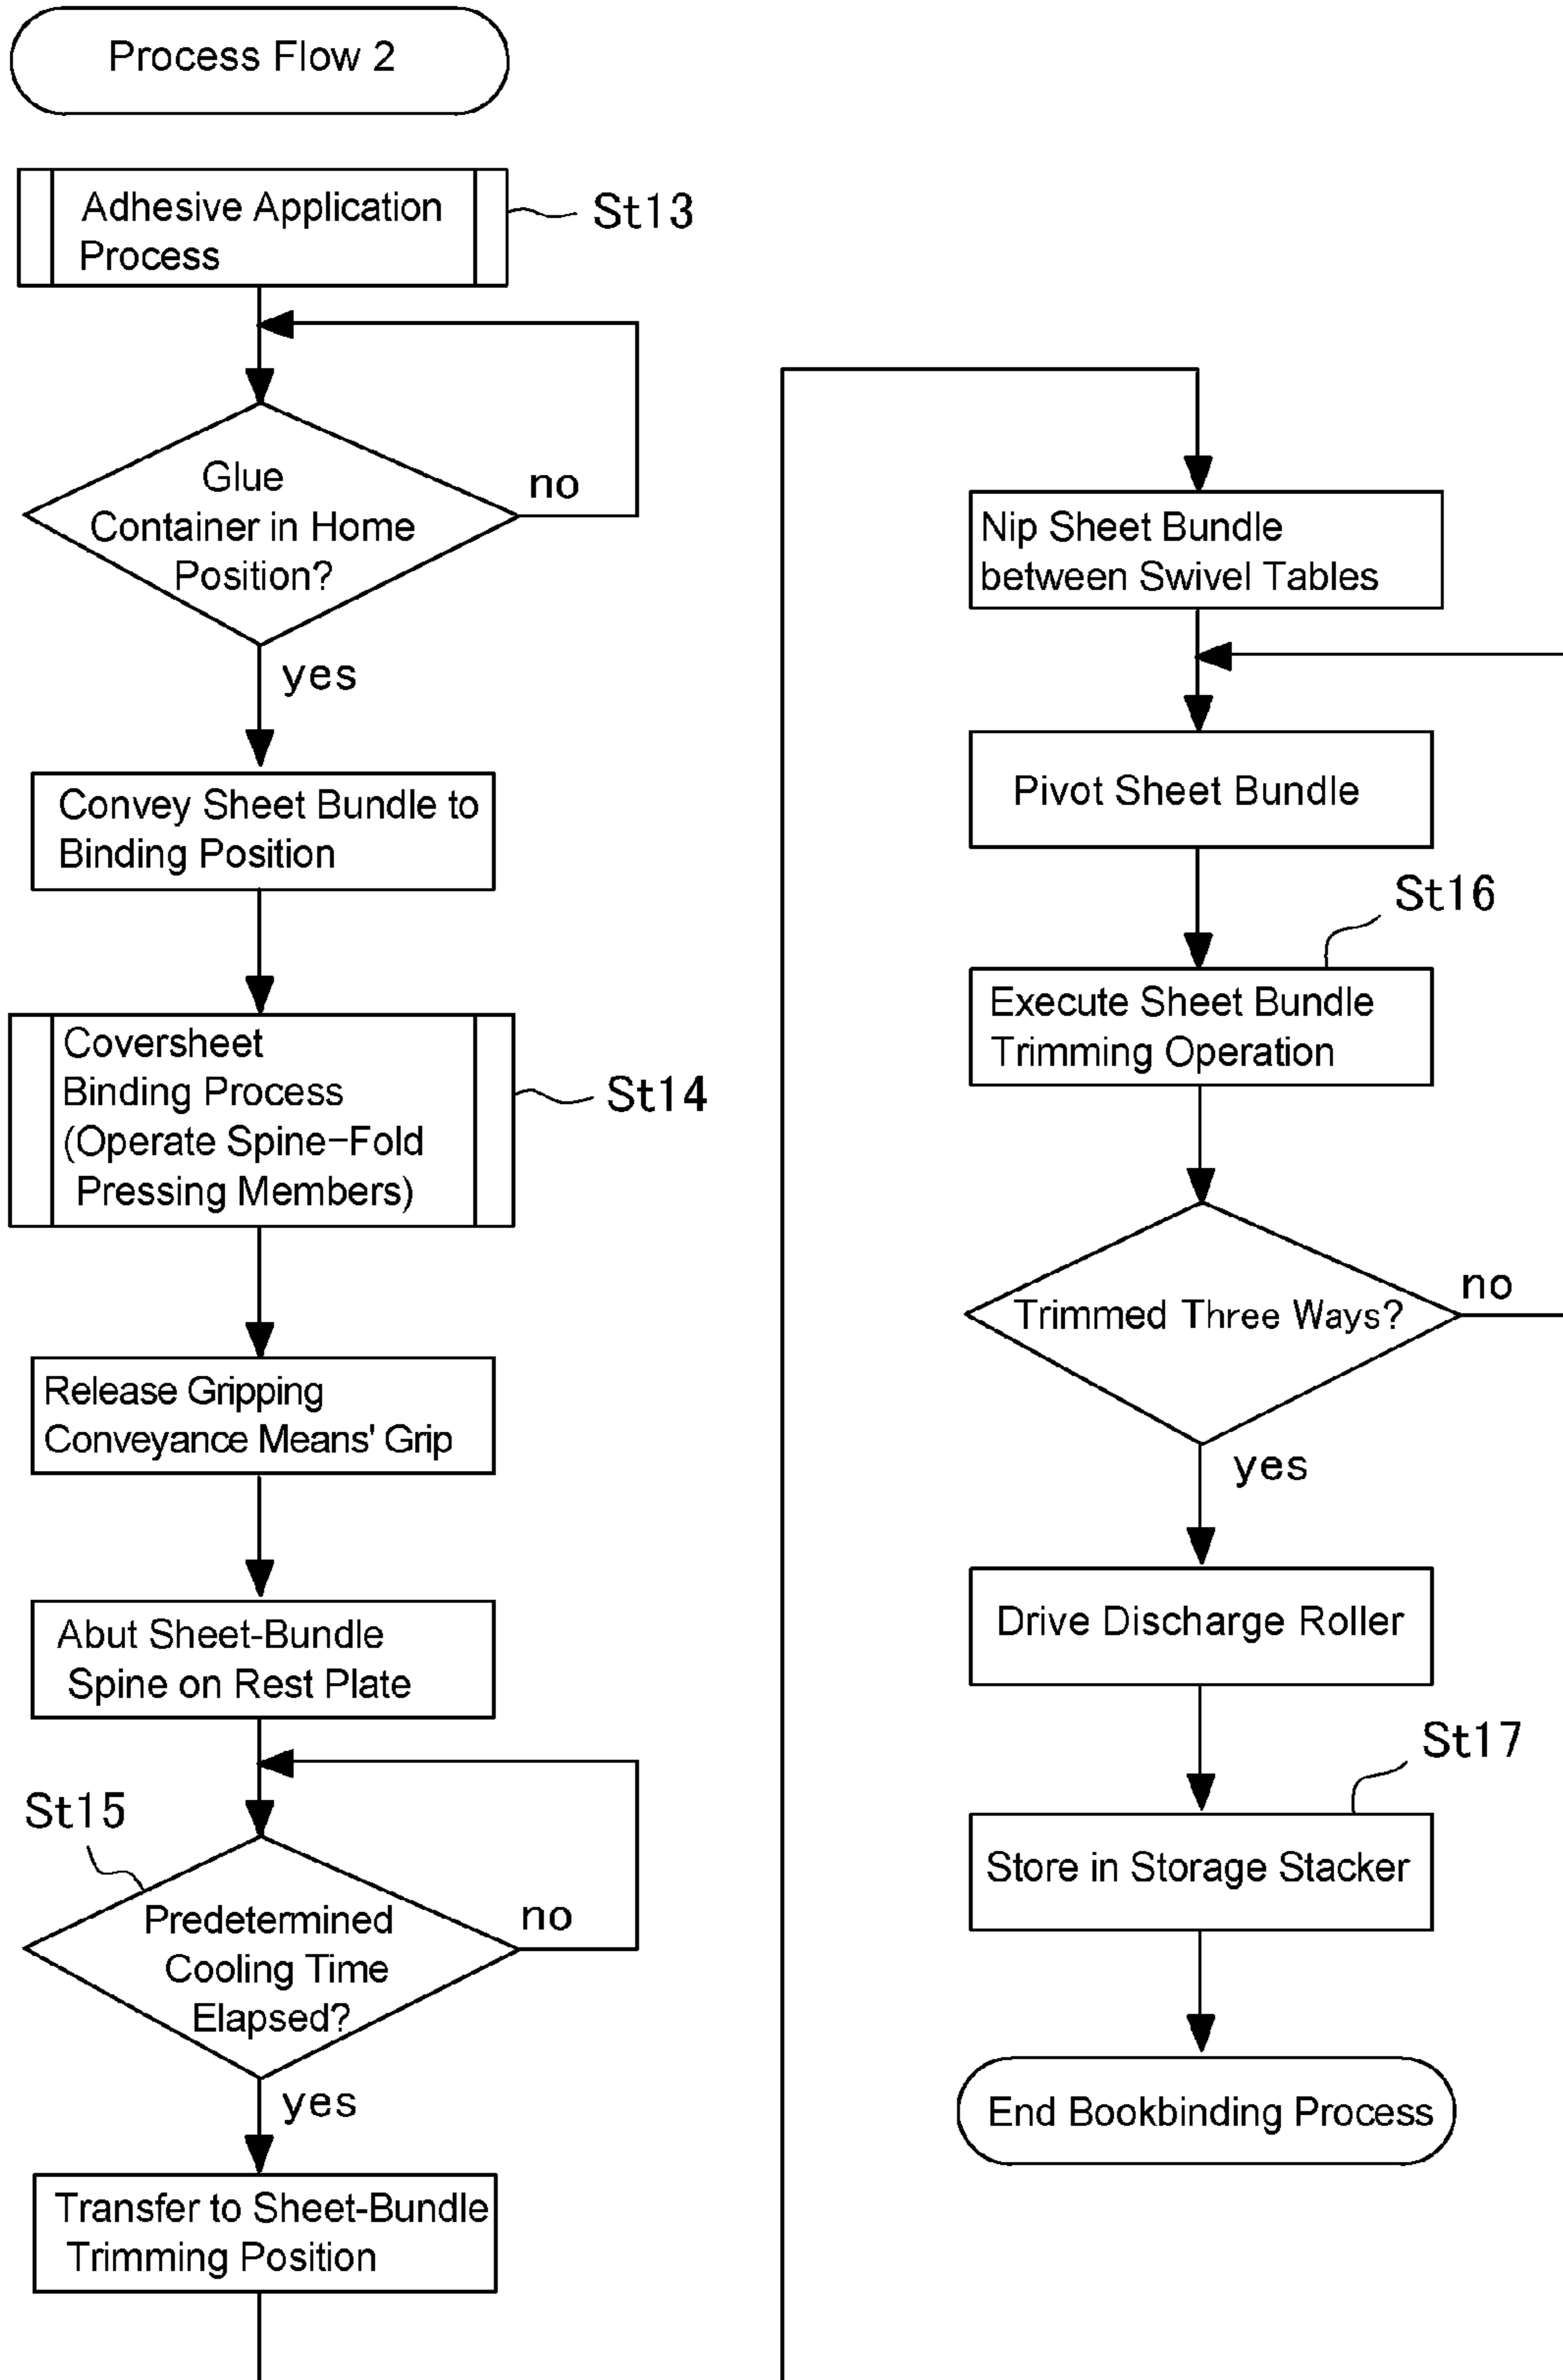 Process Flow 2
Adhesive Application
Process
St13
Glue
Container in Home
Position?
no
yes
Convey Sheet Bundle to
Binding Position
Coversheet
Binding Process
(Operate Spine-Fold
Pressing Members)
St14
Release Gripping
Conveyance Means' Grip
Abut Sheet-Bundle
Spine on Rest Plate
St15
Predetermined
Cooling Time
Elapsed?
no
yes
Transfer to Sheet-Bundle
Trimming Position
Nip Sheet Bundle
between Swivel Tables
Pivot Sheet Bundle
St16
Execute Sheet Bundle
Trimming Operation
Trimmed Three Ways?
no
yes
Drive Discharge Roller
St17
Store in Storage Stacker
End Bookbinding Process